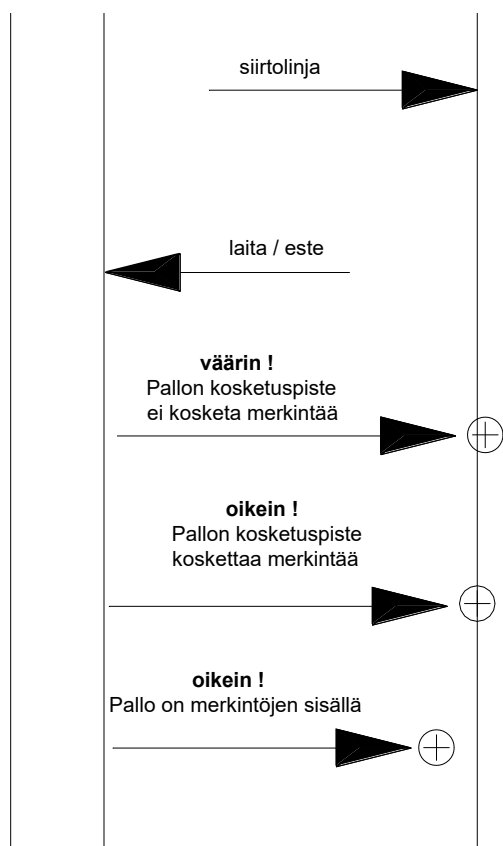 siirtolinja
laita / este
väärin !
Pallon kosketuspiste
ei kosketa merkintää
oikein !
Pallon kosketuspiste
koskettaa merkintää
oikein !
Pallo on merkintöjen sisällä